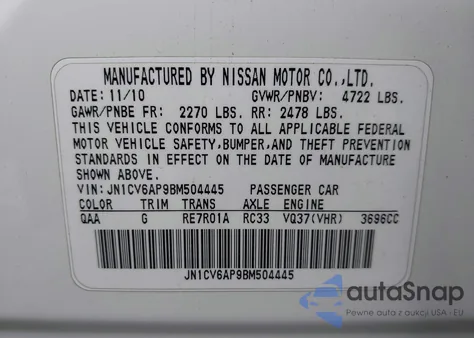 MANUFACTURED BY NISSAN MOTOR CO.,LTD.
DATE: 11/10 GVWR/PNBV: 4722 LBS.
GAWR/PNBE FR: 2270 LBS. RR: 2478 LBS.
THIS VEHICLE CONFORMS TO ALL APPLICABLE FEDERAL
MOTOR VEHICLE SAFETY,BUMPER,AND THEFT PREVENTION
STANDARDS IN EFFECT ON THE DATE OF MANUFACTURE
SHOWN ABOVE.
VIN: JN1CV6AP9BM504445 PASSENGER CAR
COLOR TRIM TRANS AXLE ENGINE
QAA G RE7R01A RC33 VQ37(VHR) 3696CC
JN1CV6AP9BM504445
autoSnap
Pewne auta z aukcji USA - EU